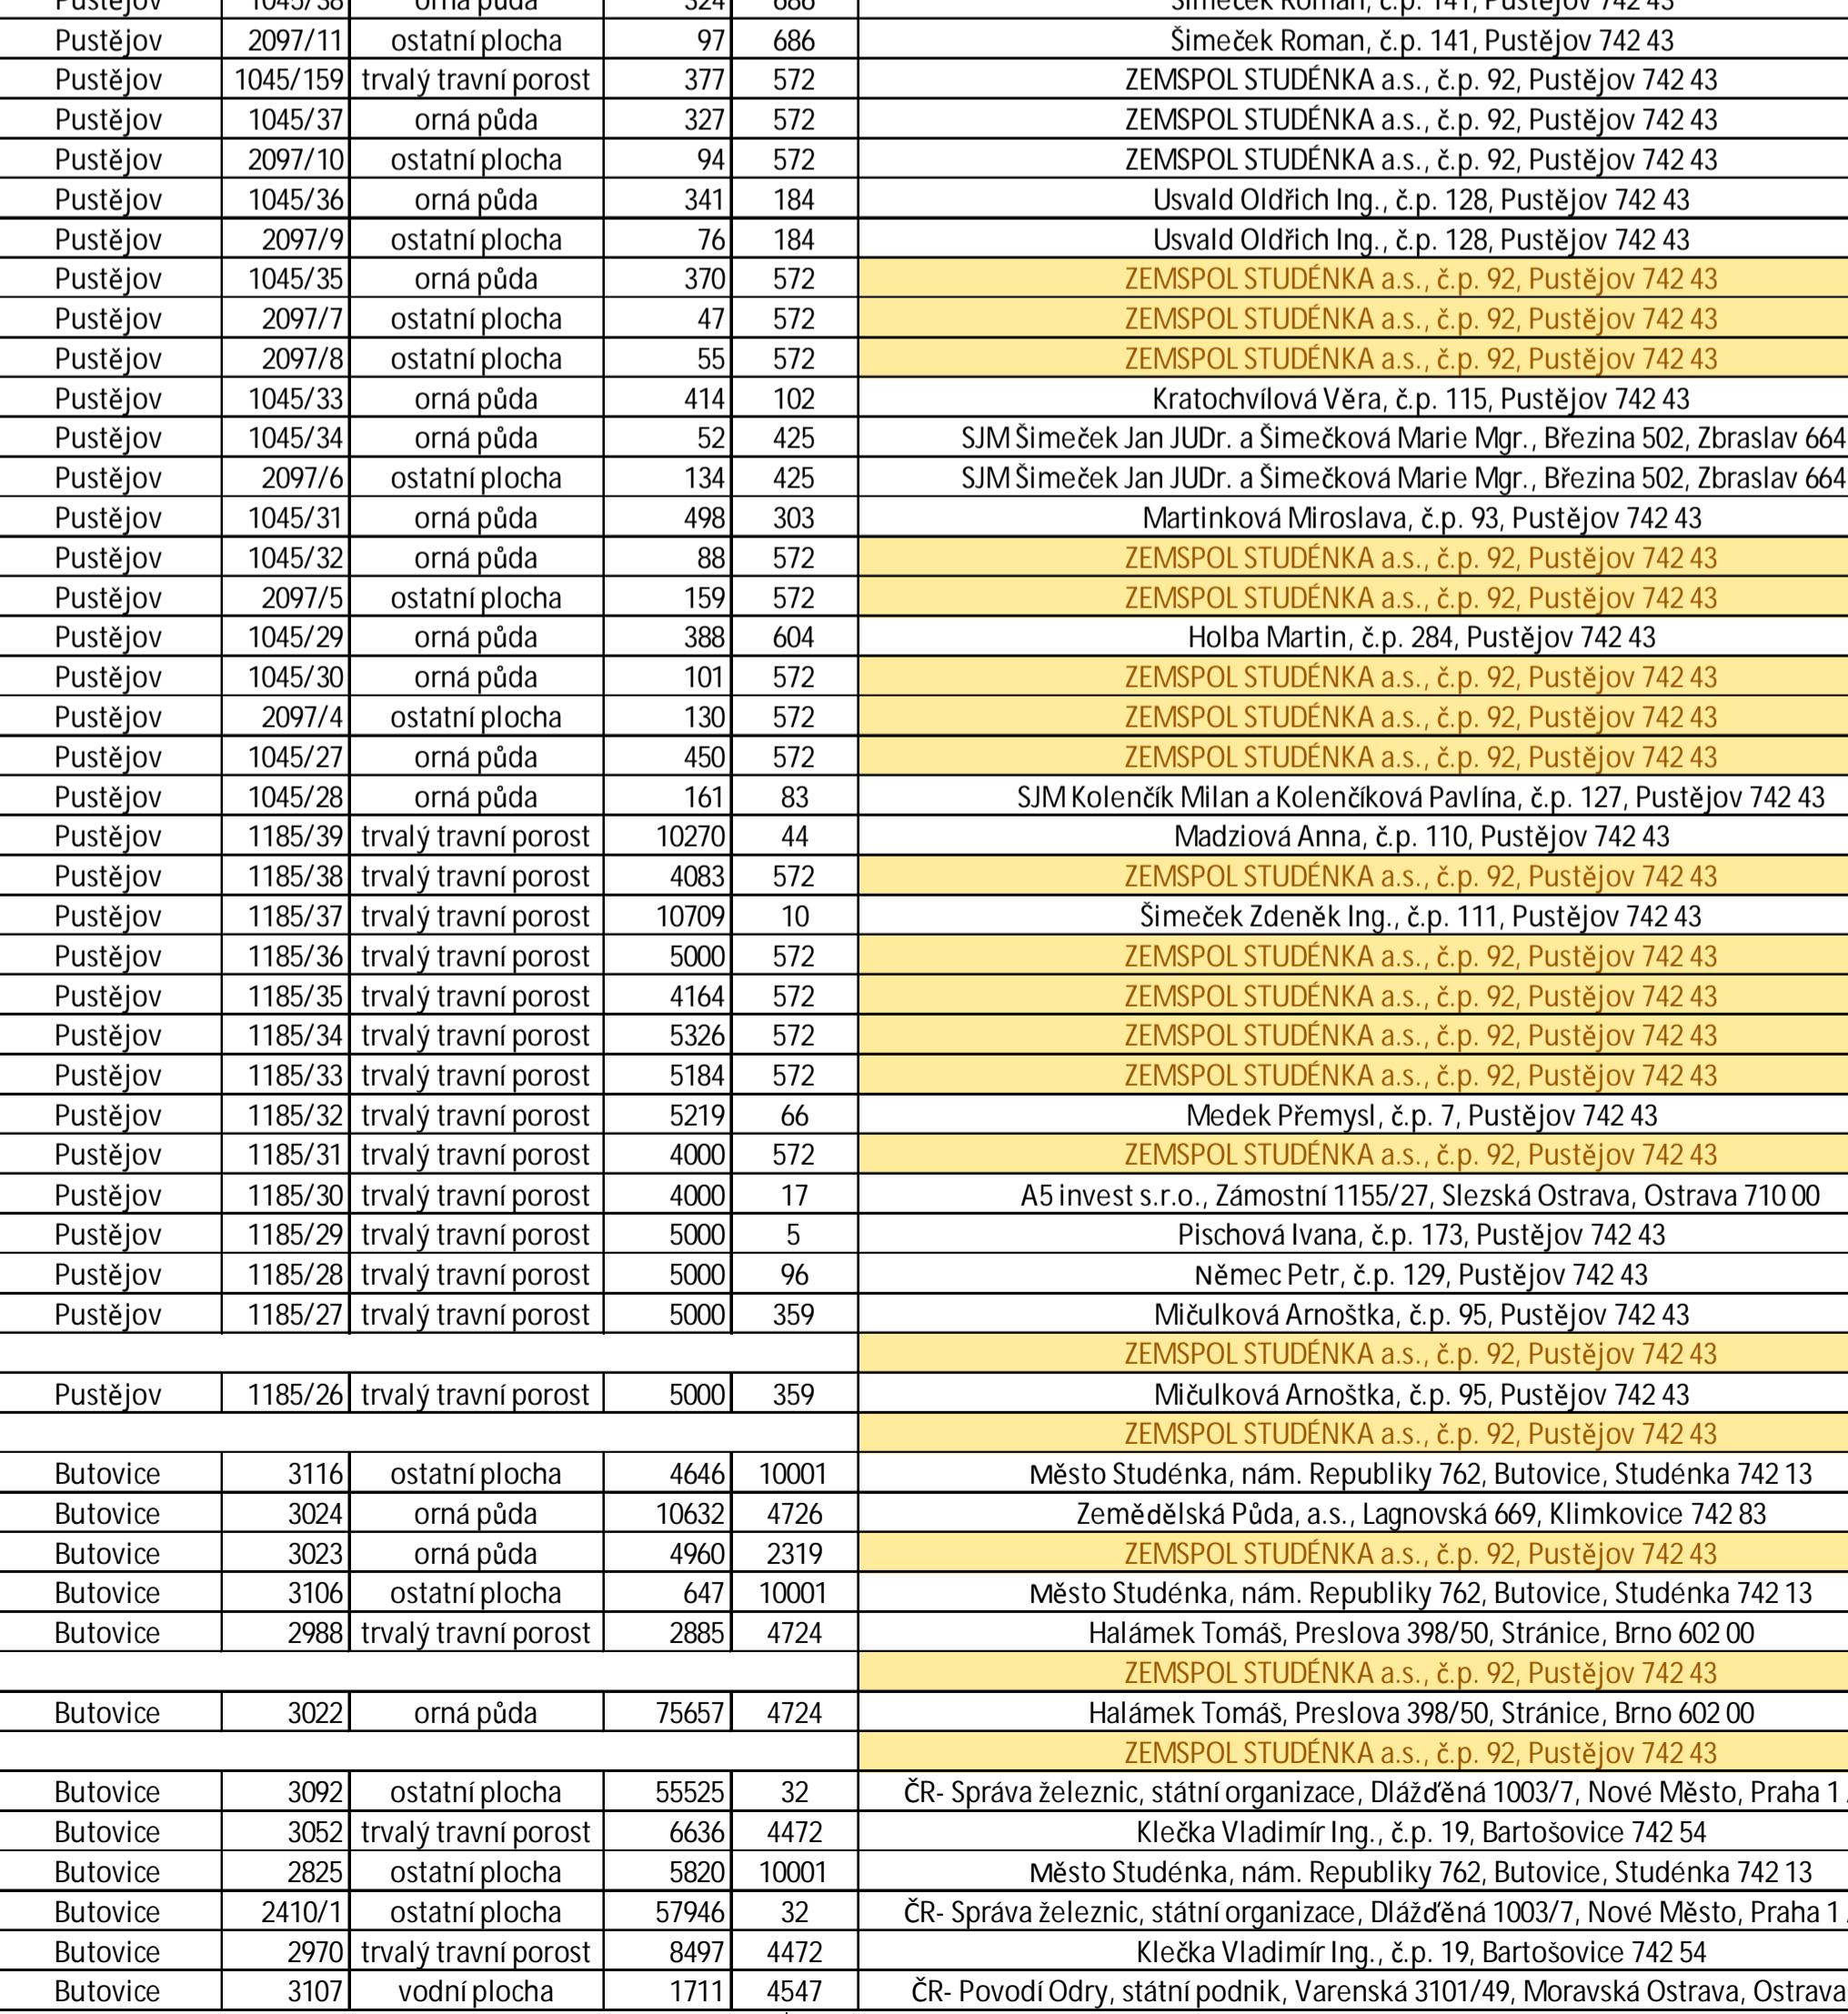 Pustějov 1045/38 orná půda 324 686 Šimeček Roman, č.p. 141, Pustějov 742 43
Pustějov 2097/11 ostatní plocha 97 686 Šimeček Roman, č.p. 141, Pustějov 742 43
Pustějov 1045/159 trvalý travní porost 377 572 ZEMSPOL STUDÉNKA a.s., č.p. 92, Pustějov 742 43
Pustějov 1045/37 orná půda 327 572 ZEMSPOL STUDÉNKA a.s., č.p. 92, Pustějov 742 43
Pustějov 2097/10 ostatní plocha 94 572 ZEMSPOL STUDÉNKA a.s., č.p. 92, Pustějov 742 43
Pustějov 1045/36 orná půda 341 184 Usvald Oldřich Ing., č.p. 128, Pustějov 742 43
Pustějov 2097/9 ostatní plocha 76 184 Usvald Oldřich Ing., č.p. 128, Pustějov 742 43
Pustějov 1045/35 orná půda 370 572 ZEMSPOL STUDÉNKA a.s., č.p. 92, Pustějov 742 43
Pustějov 2097/7 ostatní plocha 47 572 ZEMSPOL STUDÉNKA a.s., č.p. 92, Pustějov 742 43
Pustějov 2097/8 ostatní plocha 55 572 ZEMSPOL STUDÉNKA a.s., č.p. 92, Pustějov 742 43
Pustějov 1045/33 orná půda 414 102 Kratochvílová Věra, č.p. 115, Pustějov 742 43
Pustějov 1045/34 orná půda 52 425 SJM Šimeček Jan JUDr. a Šimečková Marie Mgr., Březina 502, Zbraslav 664
Pustějov 2097/6 ostatní plocha 134 425 SJM Šimeček Jan JUDr. a Šimečková Marie Mgr., Březina 502, Zbraslav 664
Pustějov 1045/31 orná půda 498 303 Martinková Miroslava, č.p. 93, Pustějov 742 43
Pustějov 1045/32 orná půda 88 572 ZEMSPOL STUDÉNKA a.s., č.p. 92, Pustějov 742 43
Pustějov 2097/5 ostatní plocha 159 572 ZEMSPOL STUDÉNKA a.s., č.p. 92, Pustějov 742 43
Pustějov 1045/29 orná půda 388 604 Holba Martin, č.p. 284, Pustějov 742 43
Pustějov 1045/30 orná půda 101 572 ZEMSPOL STUDÉNKA a.s., č.p. 92, Pustějov 742 43
Pustějov 2097/4 ostatní plocha 130 572 ZEMSPOL STUDÉNKA a.s., č.p. 92, Pustějov 742 43
Pustějov 1045/27 orná půda 450 572 ZEMSPOL STUDÉNKA a.s., č.p. 92, Pustějov 742 43
Pustějov 1045/28 orná půda 161 83 SJM Kolenčík Milan a Kolenčíková Pavlína, č.p. 127, Pustějov 742 43
Pustějov 1185/39 trvalý travní porost 10270 44 Madziová Anna, č.p. 110, Pustějov 742 43
Pustějov 1185/38 trvalý travní porost 4083 572 ZEMSPOL STUDÉNKA a.s., č.p. 92, Pustějov 742 43
Pustějov 1185/37 trvalý travní porost 10709 10 Šimeček Zdeněk Ing., č.p. 111, Pustějov 742 43
Pustějov 1185/36 trvalý travní porost 5000 572 ZEMSPOL STUDÉNKA a.s., č.p. 92, Pustějov 742 43
Pustějov 1185/35 trvalý travní porost 4164 572 ZEMSPOL STUDÉNKA a.s., č.p. 92, Pustějov 742 43
Pustějov 1185/34 trvalý travní porost 5326 572 ZEMSPOL STUDÉNKA a.s., č.p. 92, Pustějov 742 43
Pustějov 1185/33 trvalý travní porost 5184 572 ZEMSPOL STUDÉNKA a.s., č.p. 92, Pustějov 742 43
Pustějov 1185/32 trvalý travní porost 5219 66 Medek Přemysl, č.p. 7, Pustějov 742 43
Pustějov 1185/31 trvalý travní porost 4000 572 ZEMSPOL STUDÉNKA a.s., č.p. 92, Pustějov 742 43
Pustějov 1185/30 trvalý travní porost 4000 17 A5 invest s.r.o., Zámostní 1155/27, Slezská Ostrava, Ostrava 710 00
Pustějov 1185/29 trvalý travní porost 5000 5 Pischová Ivana, č.p. 173, Pustějov 742 43
Pustějov 1185/28 trvalý travní porost 5000 96 Němec Petr, č.p. 129, Pustějov 742 43
Pustějov 1185/27 trvalý travní porost 5000 359 Mičulková Arnoštka, č.p. 95, Pustějov 742 43
ZEMSPOL STUDÉNKA a.s., č.p. 92, Pustějov 742 43
Pustějov 1185/26 trvalý travní porost 5000 359 Mičulková Arnoštka, č.p. 95, Pustějov 742 43
ZEMSPOL STUDÉNKA a.s., č.p. 92, Pustějov 742 43
Butovice 3116 ostatní plocha 4646 10001 Město Studénka, nám. Republiky 762, Butovice, Studénka 742 13
Butovice 3024 orná půda 10632 4726 Zemědělská Půda, a.s., Lagnovská 669, Klimkovice 742 83
Butovice 3023 orná půda 4960 2319 ZEMSPOL STUDÉNKA a.s., č.p. 92, Pustějov 742 43
Butovice 3106 ostatní plocha 647 10001 Město Studénka, nám. Republiky 762, Butovice, Studénka 742 13
Butovice 2988 trvalý travní porost 2885 4724 Halámek Tomáš, Preslova 398/50, Stránice, Brno 602 00
ZEMSPOL STUDÉNKA a.s., č.p. 92, Pustějov 742 43
Butovice 3022 orná půda 75657 4724 Halámek Tomáš, Preslova 398/50, Stránice, Brno 602 00
ZEMSPOL STUDÉNKA a.s., č.p. 92, Pustějov 742 43
Butovice 3092 ostatní plocha 55525 32 ČR- Správa železnic, státní organizace, Dlážděná 1003/7, Nové Město, Praha 1
Butovice 3052 trvalý travní porost 6636 4472 Klečka Vladimír Ing., č.p. 19, Bartošovice 742 54
Butovice 2825 ostatní plocha 5820 10001 Město Studénka, nám. Republiky 762, Butovice, Studénka 742 13
Butovice 2410/1 ostatní plocha 57946 32 ČR- Správa železnic, státní organizace, Dlážděná 1003/7, Nové Město, Praha 1
Butovice 2970 trvalý travní porost 8497 4472 Klečka Vladimír Ing., č.p. 19, Bartošovice 742 54
Butovice 3107 vodní plocha 1711 4547 ČR- Povodí Odry, státní podnik, Varenská 3101/49, Moravská Ostrava, Ostrava